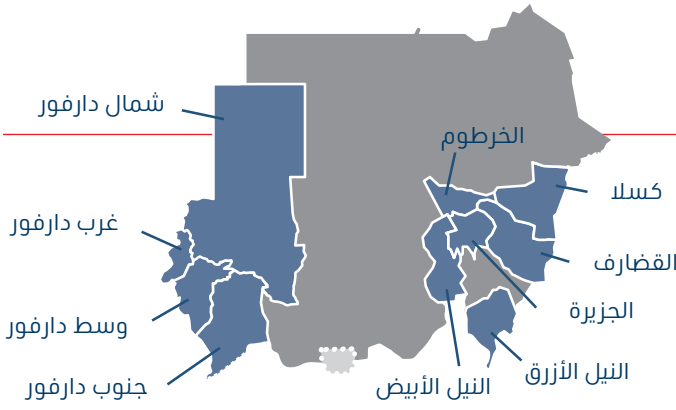 شمال دارفور
الخرطوم
كسلا
غرب دارفور
القضارف
الجزيرة
وسط دارفور
النيل الأزرق
جنوب دارفور
النيل الأبيض